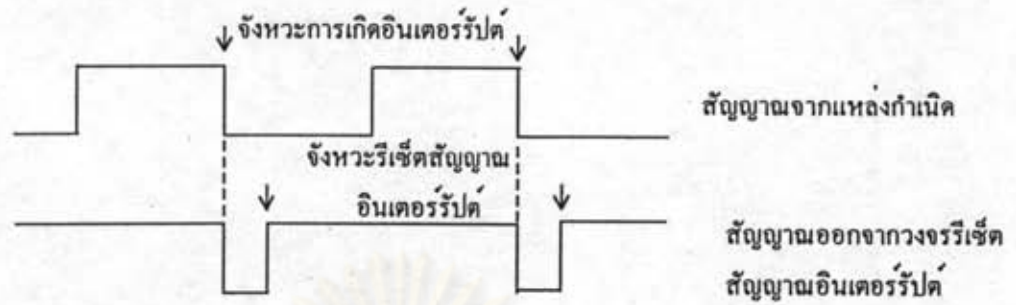 จังหวะการเกิดอินเตอร์รัปต์
สัญญาณจากแหล่งกำเนิด
จังหวะรีเซ็ตสัญญาณ
อินเตอร์รัปต์
สัญญาณออกจากวงจรรีเซ็ต
สัญญาณอินเตอร์รัปต์